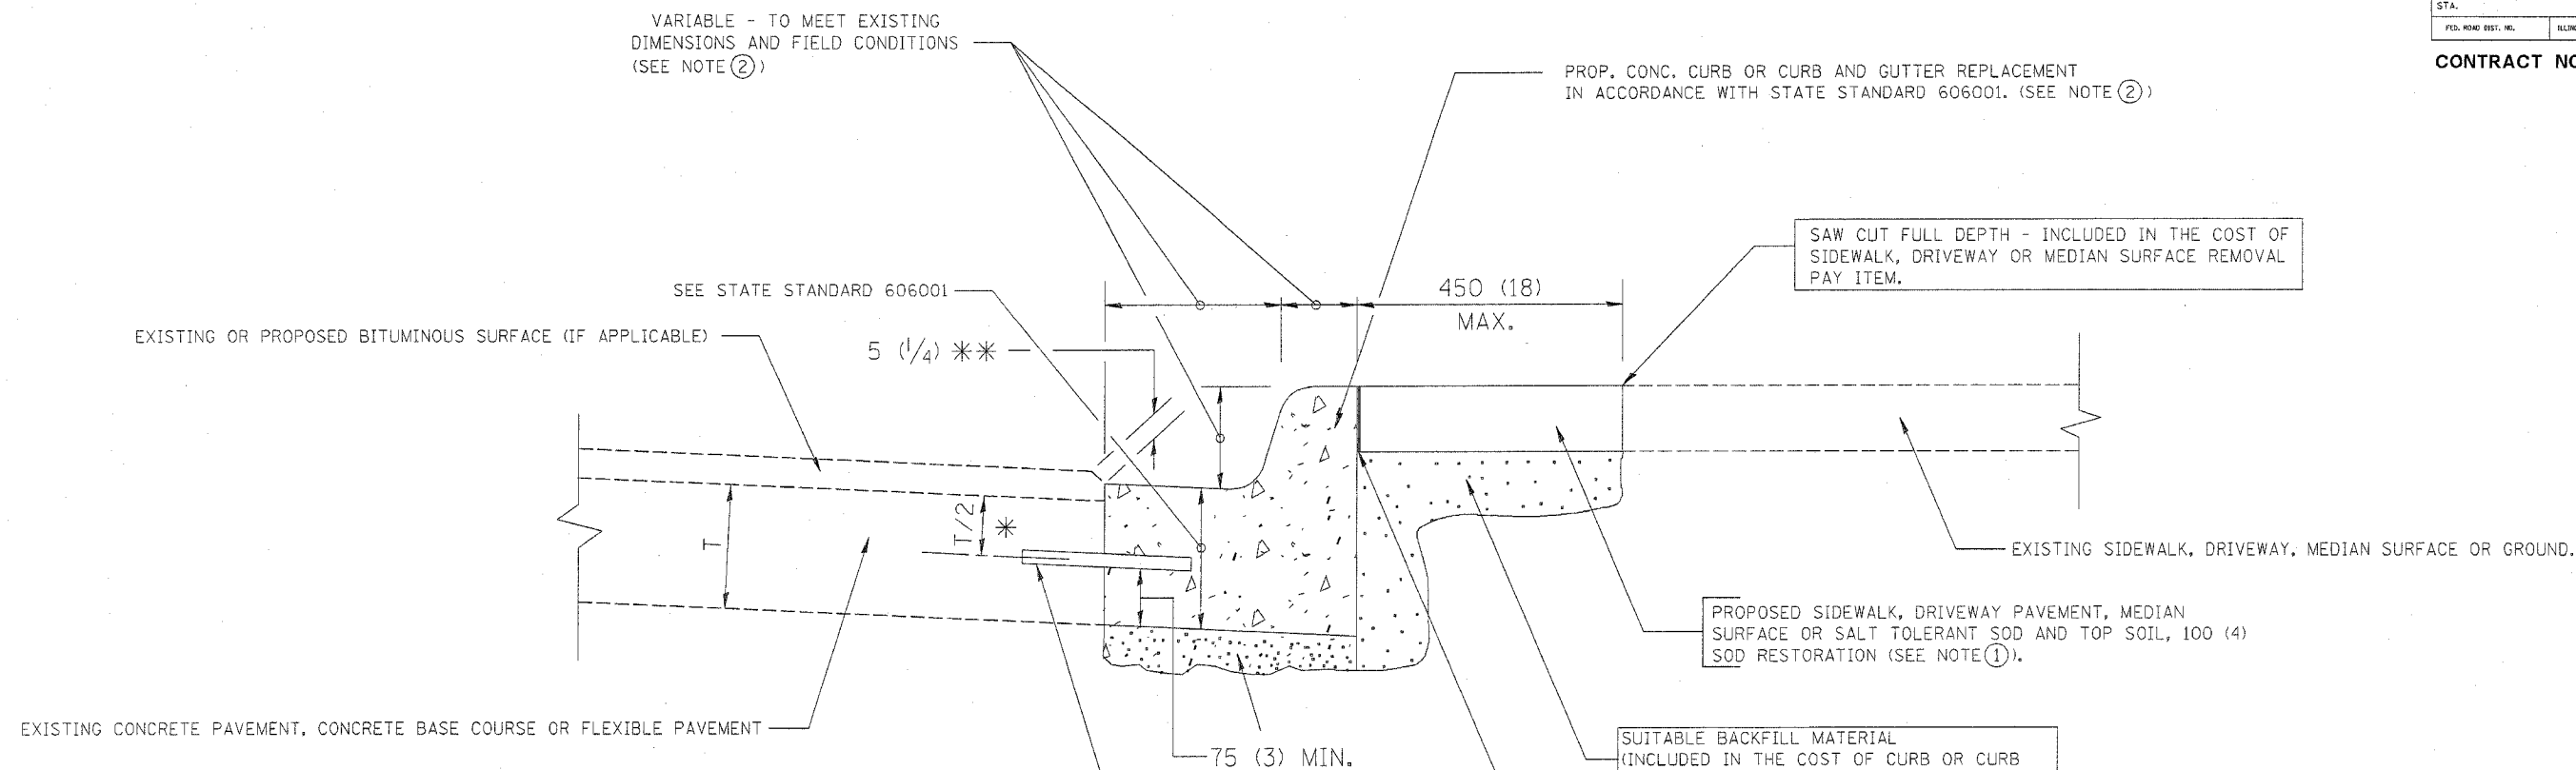 STA.
FED. ROAD DIST. NO.
CONTRACT NO
VARIABLE - TO MEET EXISTING
DIMENSIONS AND FIELD CONDITIONS
(SEE NOTE 2)
PROP. CONC. CURB OR CURB AND GUTTER REPLACEMENT
IN ACCORDANCE WITH STATE STANDARD 606001. (SEE NOTE 2)
SAW CUT FULL DEPTH - INCLUDED IN THE COST OF
SIDEWALK, DRIVEWAY OR MEDIAN SURFACE REMOVAL
PAY ITEM.
SEE STATE STANDARD 606001
450 (18)
MAX.
EXISTING OR PROPOSED BITUMINOUS SURFACE (IF APPLICABLE)
5 (1/4) **
T
T/2
*
EXISTING SIDEWALK, DRIVEWAY, MEDIAN SURFACE OR GROUND.
PROPOSED SIDEWALK, DRIVEWAY PAVEMENT, MEDIAN
SURFACE OR SALT TOLERANT SOD AND TOP SOIL, 100 (4)
SOD RESTORATION (SEE NOTE 1).
EXISTING CONCRETE PAVEMENT, CONCRETE BASE COURSE OR FLEXIBLE PAVEMENT
75 (3) MIN.
SUITABLE BACKFILL MATERIAL
(INCLUDED IN THE COST OF CURB OR CURB